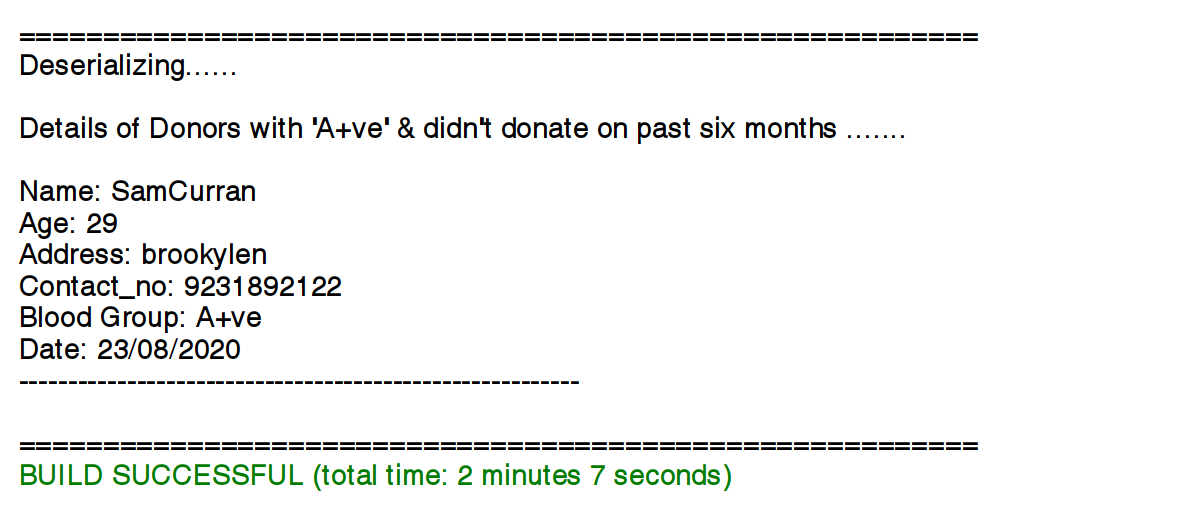 =========================================================
Deserializing......
Details of Donors with 'A+ve' & didn't donate on past six months .......
Name: SamCurran
Age: 29
Address: brookylen
Contact_no: 9231892122
Blood Group: A+ve
Date: 23/08/2020
---------------------------------------------------------
=========================================================
BUILD SUCCESSFUL (total time: 2 minutes 7 seconds)